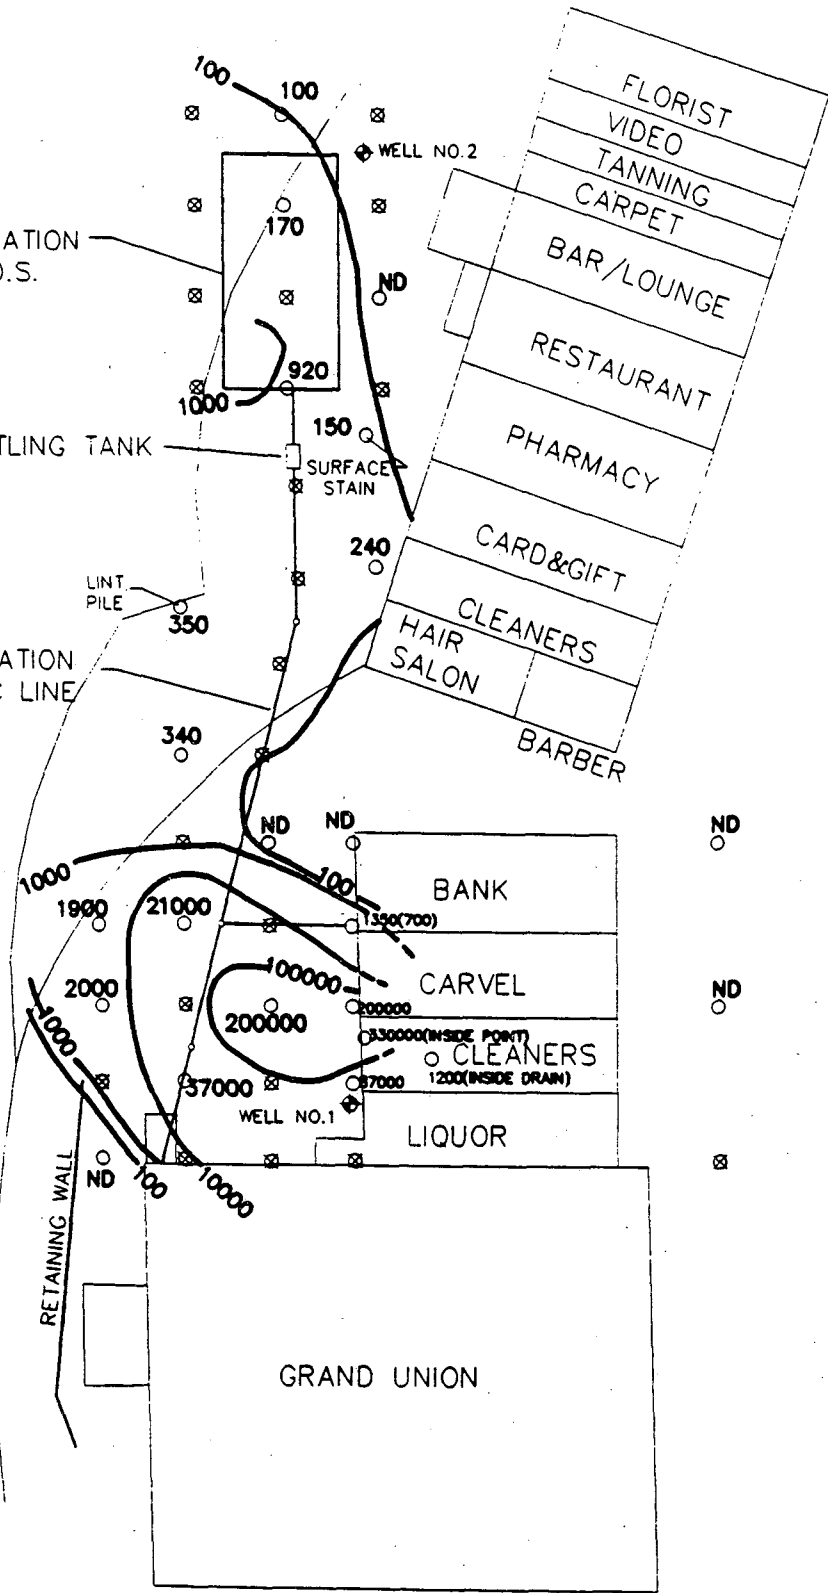 100
100
FLORIST
VIDEO
WELL NO.2
TANNING
CARPET
170
ATION
O.S.
BAR/LOUNGE
ND
RESTAURANT
920
1000
150
TLING TANK
SURFACE
STAIN
PHARMACY
240
CARD&GIFT
LINT
PILE
350
CLEANERS
HAIR
SALON
ATION
C LINE
340
BARBER
ND
ND
ND
1000
100
BANK
1900
21000
1350(700)
100000
CARVEL
2000
ND
200000
200000
1000
330000(INSIDE POINT)
CLEANERS
37000
87000
1200(INSIDE DRAIN)
WELL NO.1
LIQUOR
ND
100
10000
RETAINING WALL
GRAND UNION